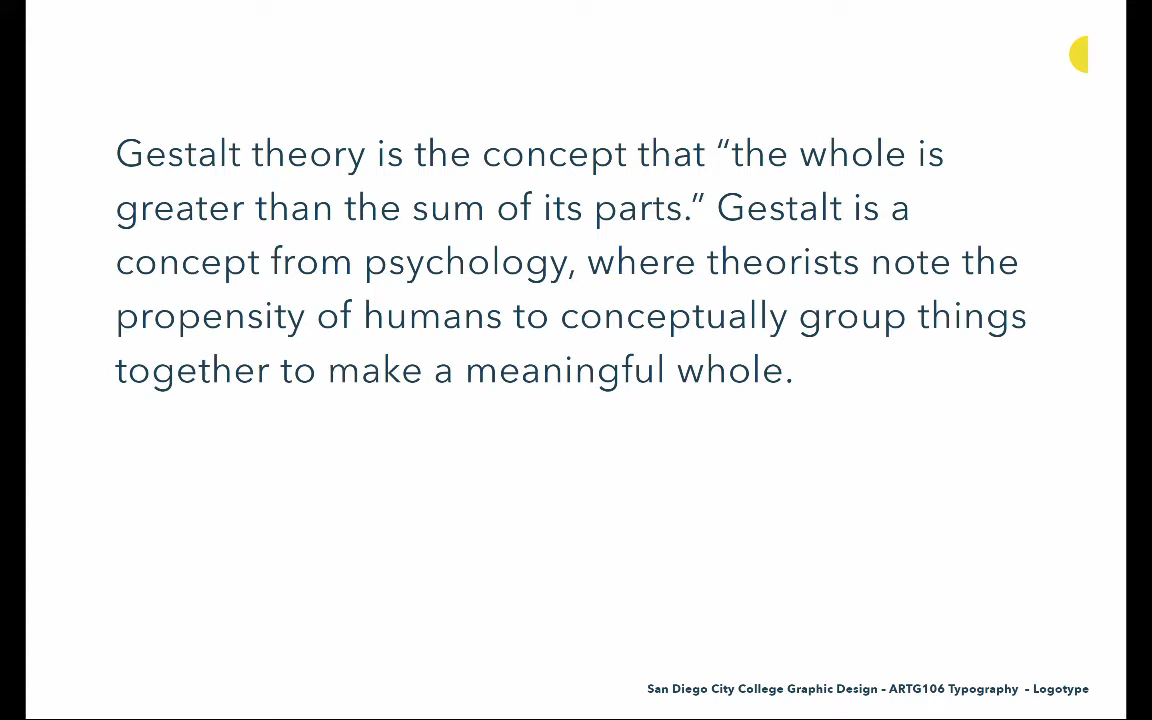 Gestalt theory is the concept that “the whole is
greater than the sum of its parts.” Gestalt is a
concept from psychology, where theorists note the
propensity of humans to conceptually group things
together to make a meaningful whole.
San Diego City College Graphic Design – ARTG106 Typography – Logotype